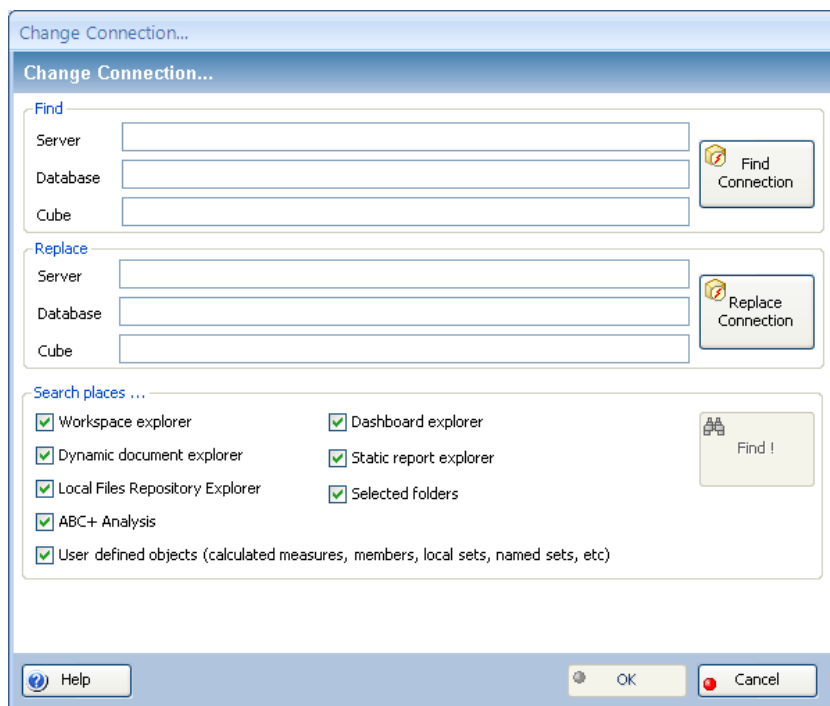 Change Connection...
Change Connection...
Find
Server
Database
Cube
Find
Connection
Replace
Server
Database
Cube
Replace
Connection
Search places ...
Workspace explorer
Dashboard explorer
Dynamic document explorer
Static report explorer
Local Files Repository Explorer
Selected folders
ABC+ Analysis
User defined objects (calculated measures, members, local sets, named sets, etc)
Find !
Help
OK
Cancel